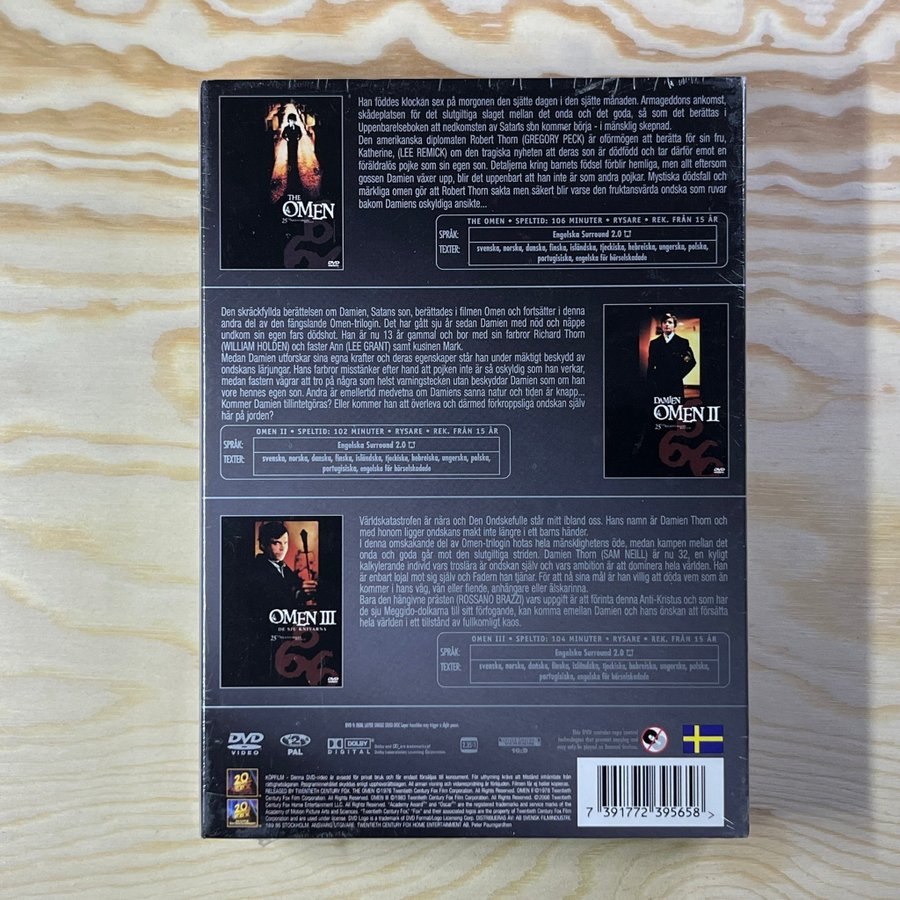 THE
OMEN
Han föddes klockan sex på morgonen den sjätte dagen i den sjätte månaden. Armageddons ankomst,
skådeplatsen för det slutgiltiga slaget mellan det onda och det goda, så som det berättas i
Uppenbarelseboken att nedkomsten av Satans son kommer börja - i mänsklig skepnad.
Den amerikanska diplomaten Robert Thorn (GREGORY PECK) är oförmögen att berätta för sin fru,
Katherine, (LEE REMICK) om den tragiska nyheten att deras son är dödfödd och tar därför emot en
föräldralös pojke som sin egen son. Detaljerna kring barnets födsel förblir hemliga, men allt eftersom
gossen Damien växer upp, blir det uppenbart att han inte är som andra pojkar. Mystiska dödsfall och
märkliga omen gör att Robert Thorn sakta men säkert blir varse den fruktansvärda ondska som ruvar
bakom Damiens oskyldiga ansikte...
THE OMEN • SPELTID: 106 MINUTER • RYSARE • REK. FRÅN 15 ÅR
SPRÅK: Engelska Surround 2.0
TEXTER: svenska, norska, danska, finska, isländska, tjeckiska, hebreiska, ungerska, polska,
portugisiska, engelska för hörselskadade
Den skräckfyllda berättelsen om Damien, Satans son, berättades i filmen Omen och fortsätter i denna
andra del av den fängslande Omen-trilogin. Det har gått sju år sedan Damien med nöd och näppe
undkom sin egen fars dödshot. Han är nu 13 år gammal och bor med sin farbror Richard Thorn
(WILLIAM HOLDEN) och faster Ann (LEE GRANT) samt kusinen Mark.
Medan Damien utforskar sina egna krafter och deras egenskaper står han under mäktigt beskydd av
ondskans lärjungar. Hans farbror misstänker efter hand att pojken inte är så oskyldig som han verkar,
medan fastern vägrar att tro på några som helst varningstecken utan beskyddar Damien som om han
vore hennes egen son. Andra är emellertid medvetna om Damiens sanna natur och tiden är knapp...
Kommer Damien tillintetgöras? Eller kommer han att överleva och därmed förkroppsliga ondskan själv
här på jorden?
OMEN II • SPELTID: 102 MINUTER • RYSARE • REK. FRÅN 15 ÅR
SPRÅK: Engelska Surround 2.0
TEXTER: svenska, norska, danska, finska, isländska, tjeckiska, hebreiska, ungerska, polska,
portugisiska, engelska för hörselskadade
DAMIEN
OMEN II
OMEN III
DE SJU KNIVARNA
Världskatastrofen är nära och Den Ondskefulle står mitt ibland oss. Hans namn är Damien Thorn och
med honom ligger ondskans makt inte längre i ett barns händer.
I denna omskakande del av Omen-trilogin hotas hela mänsklighetens öde, medan kampen mellan det
onda och goda går mot den slutgiltiga striden. Damien Thorn (SAM NEILL) är nu 32, en kyligt
kalkylerande individ vars troslära är ondskan själv och vars ambition är att dominera hela världen. Han
är enbart lojal mot sig själv och Fadern han tjänar. För att nå sina mål är han villig att döda vem som än
kommer i hans väg, vän eller fiende, anhängare eller älskarinna.
Bara den hängivne prästen (ROSSANO BRAZZI) vars uppgift är att förinta denna Anti-Kristus och som har
de sju Meggido-dolkarna till sitt förfogande, kan komma emellan Damien och hans önskan att försätta
hela världen i ett tillstånd av fullkomligt kaos.
OMEN III • SPELTID: 104 MINUTER • RYSARE • REK. FRÅN 15 ÅR
SPRÅK: Engelska Surround 2.0
TEXTER: svenska, norska, danska, finska, isländska, tjeckiska, hebreiska, ungerska, polska,
portugisiska, engelska för hörselskadade
DVD VIDEO
2 PAL
DOLBY DIGITAL
2.35:1
7 391772 395658 >